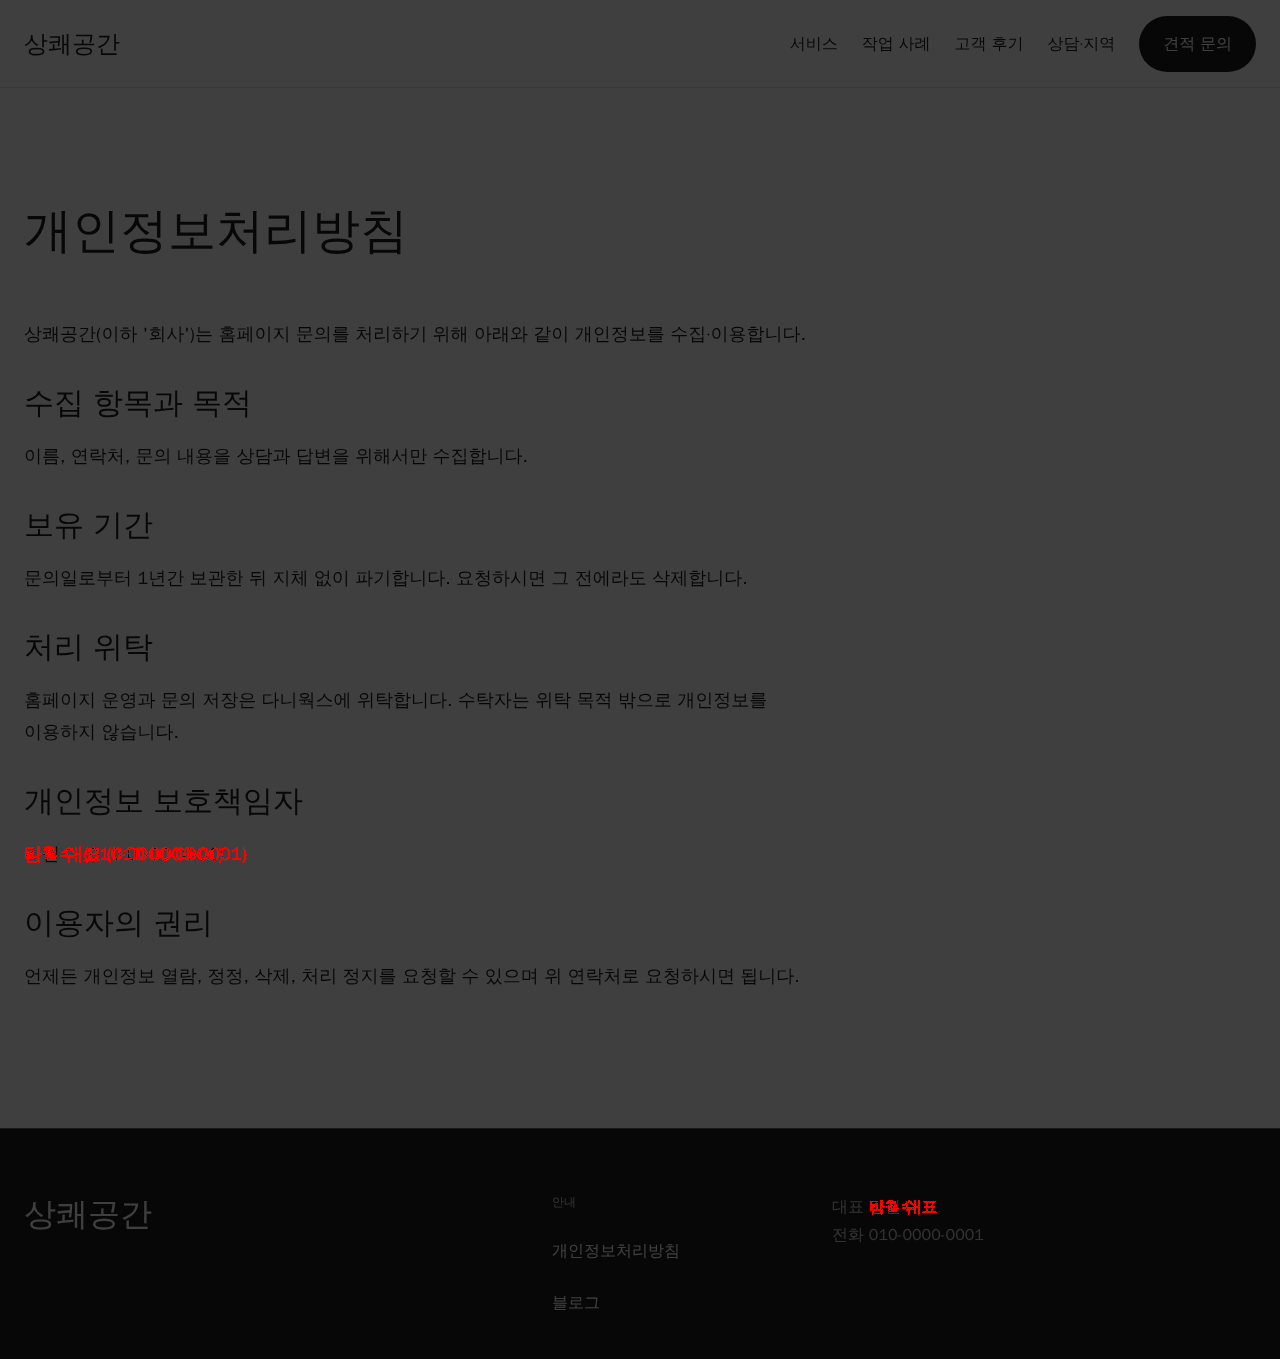 상쾌공간
서비스 작업 사례 고객 후기 상담·지역 견적 문의
개인정보처리방침
상쾌공간(이하 '회사')는 홈페이지 문의를 처리하기 위해 아래와 같이 개인정보를 수집·이용합니다.
수집 항목과 목적
이름, 연락처, 문의 내용을 상담과 답변을 위해서만 수집합니다.
보유 기간
문의일로부터 1년간 보관한 뒤 지체 없이 파기합니다. 요청하시면 그 전에라도 삭제합니다.
처리 위탁
홈페이지 운영과 문의 저장은 다니웍스에 위탁합니다. 수탁자는 위탁 목적 밖으로 개인정보를
이용하지 않습니다.
개인정보 보호책임자
이용자의 권리
언제든 개인정보 열람, 정정, 삭제, 처리 정지를 요청할 수 있으며 위 연락처로 요청하시면 됩니다.
상쾌공간
안내
개인정보처리방침
블로그
대표
전화 010-0000-0001